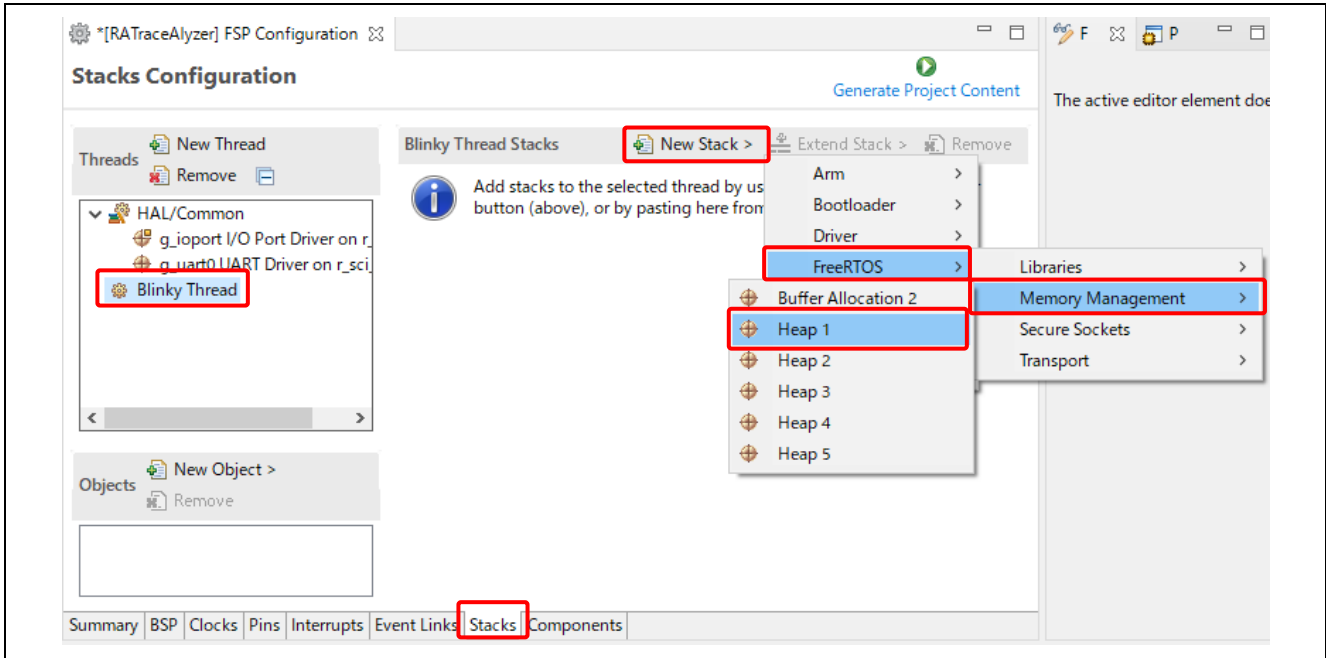 *[RATraceAlyzer] FSP Configuration
F
P
Stacks Configuration
Generate Project Content
The active editor element doe
Threads
New Thread
Remove
Blinky Thread Stacks
New Stack >
Extend Stack >
Remove
HAL/Common
g_ioport I/O Port Driver on r_
g_uart0 UART Driver on r_sci_
Blinky Thread
Add stacks to the selected thread by us
button (above), or by pasting here from
Arm >
Bootloader >
Driver >
FreeRTOS >
Libraries >
Memory Management >
Secure Sockets >
Transport >
Buffer Allocation 2
Heap 1
Heap 2
Heap 3
Heap 4
Heap 5
Objects
New Object >
Remove
Summary BSP Clocks Pins Interrupts Event Links Stacks Components